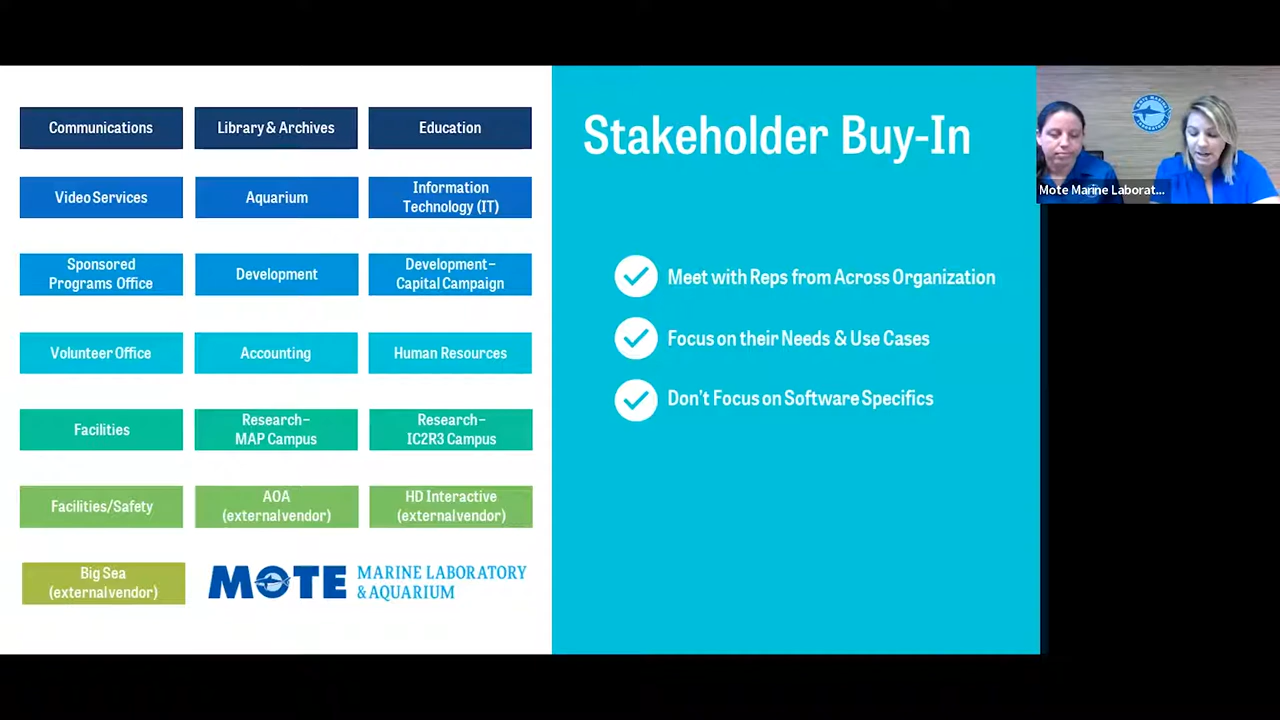 Communications
Library & Archives
Education
Video Services
Aquarium
Information
Technology (IT)
Sponsored
Programs Office
Development
Development–
Capital Campaign
Volunteer Office
Accounting
Human Resources
Facilities
Research–
MAP Campus
Research–
IC2R3 Campus
Facilities/Safety
AOA
(external vendor)
HD Interactive
(external vendor)
Big Sea
(external vendor)
MOTE
MARINE LABORATORY
& AQUARIUM
Stakeholder Buy-In
Meet with Reps from Across Organization
Focus on their Needs & Use Cases
Don't Focus on Software Specifics
MOTE MARINE
LABORATORY
Mote Marine Laborat...